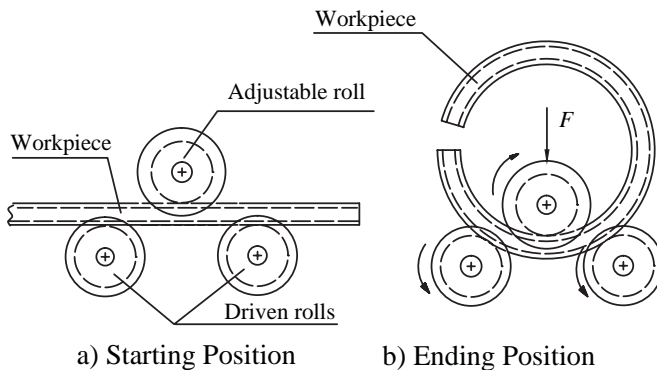 Adjustable roll
Workpiece
Driven rolls
a) Starting Position
Workpiece
F
b) Ending Position